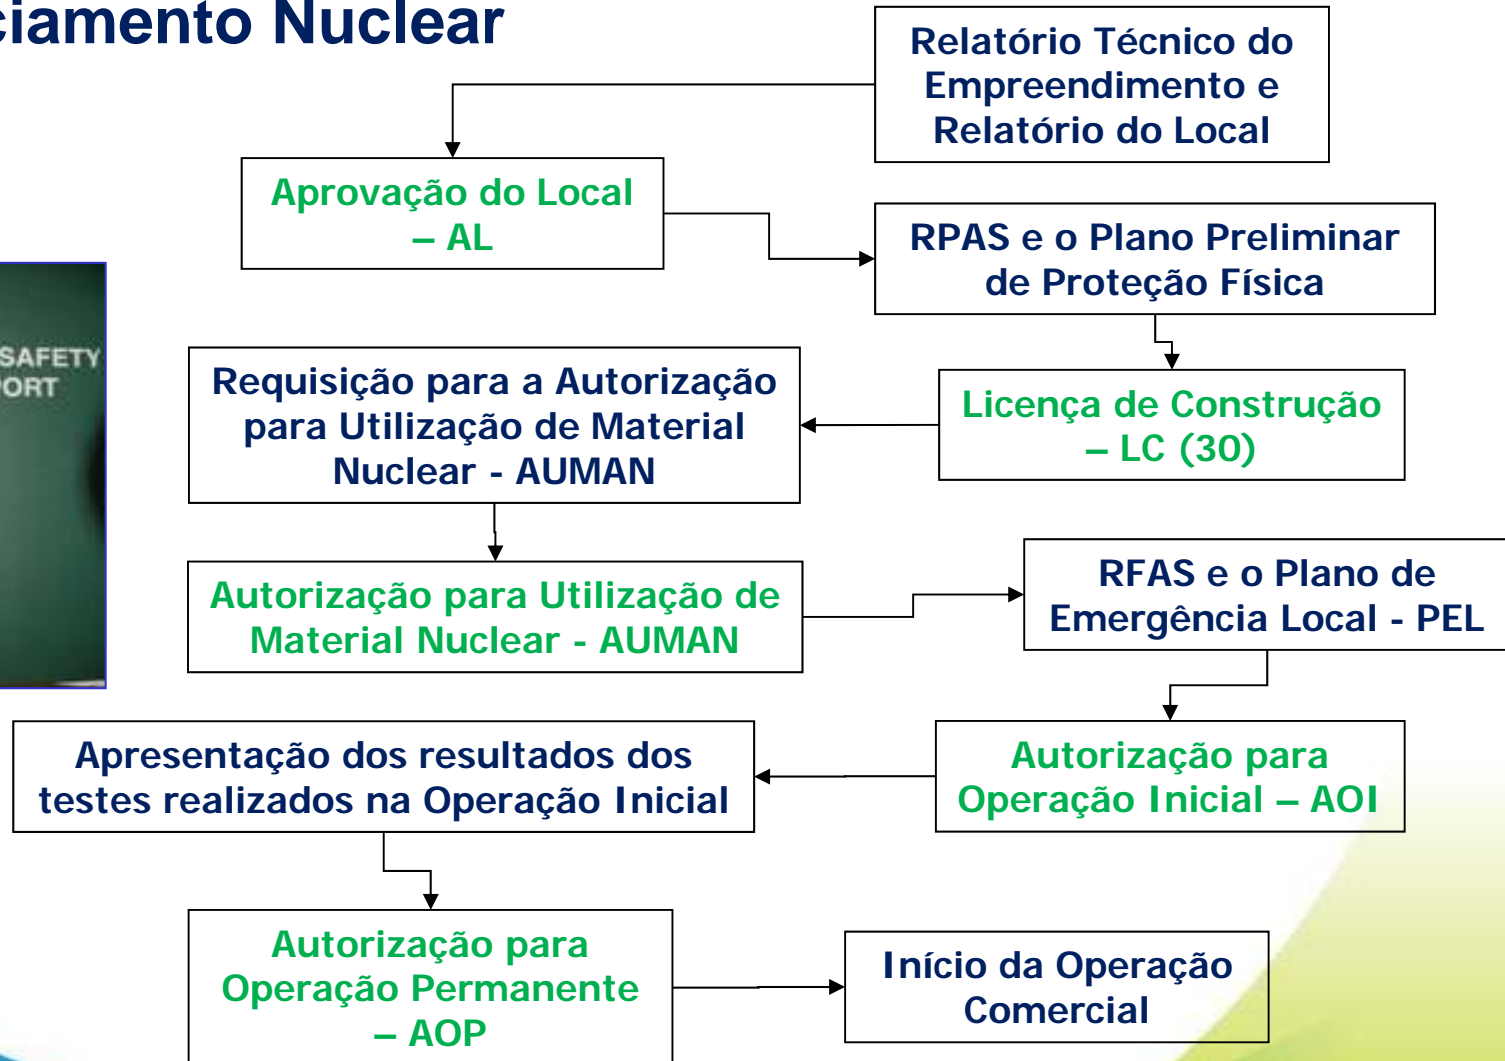 ciamento Nuclear
Relatório Técnico do
Empreendimento e
Relatório do Local
Aprovação do Local
– AL
RPAS e o Plano Preliminar
de Proteção Física
SAFETY
PORT
Requisição para a Autorização
para Utilização de Material
Nuclear - AUMAN
Licença de Construção
– LC (30)
Autorização para Utilização de
Material Nuclear - AUMAN
RFAS e o Plano de
Emergência Local - PEL
Apresentação dos resultados dos
testes realizados na Operação Inicial
Autorização para
Operação Inicial – AOI
Autorização para
Operação Permanente
– AOP
Início da Operação
Comercial